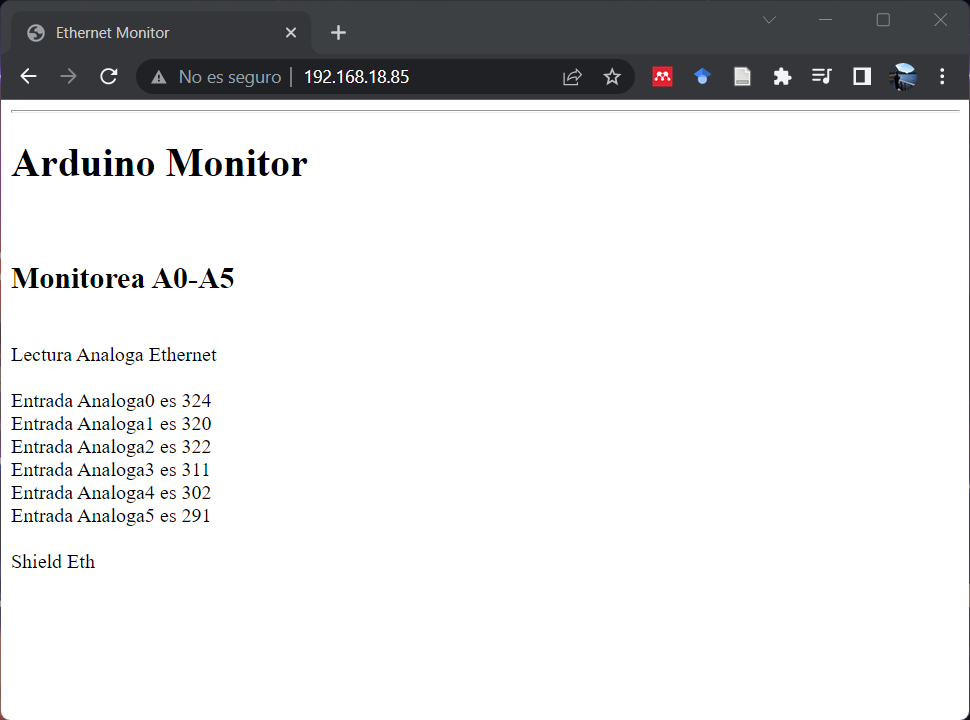 Ethernet Monitor
No es seguro | 192.168.18.85
Arduino Monitor
Monitorea A0-A5
Lectura Analoga Ethernet
Entrada Analoga0 es 324
Entrada Analoga1 es 320
Entrada Analoga2 es 322
Entrada Analoga3 es 311
Entrada Analoga4 es 302
Entrada Analoga5 es 291
Shield Eth